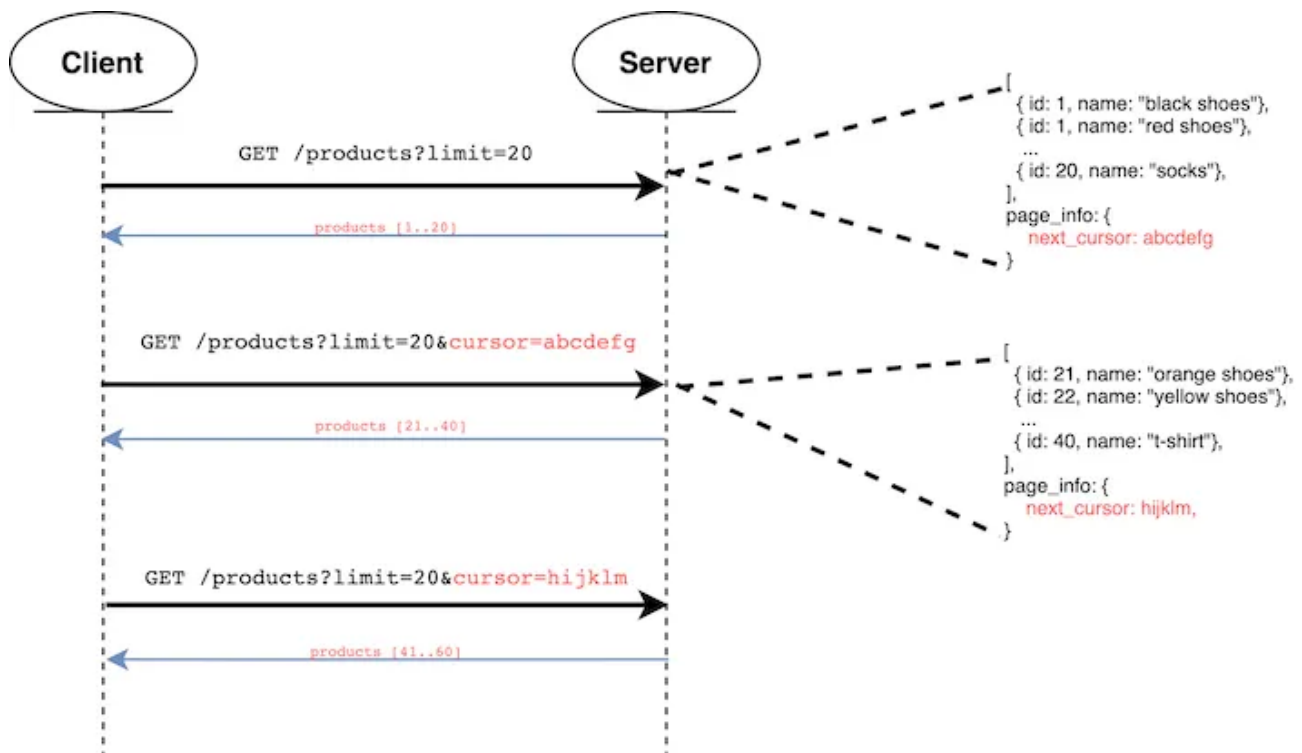 Client
Server
GET /products?limit=20
products [1..20]
[
{ id: 1, name: "black shoes"},
{ id: 1, name: "red shoes"},
...
{ id: 20, name: "socks"},
],
page_info: {
next_cursor: abcdefg
}
GET /products?limit=20&cursor=abcdefg
products [21..40]
[
{ id: 21, name: "orange shoes"},
{ id: 22, name: "yellow shoes"},
...
{ id: 40, name: "t-shirt"},
],
page_info: {
next_cursor: hijklm,
}
GET /products?limit=20&cursor=hijklm
products [41..60]